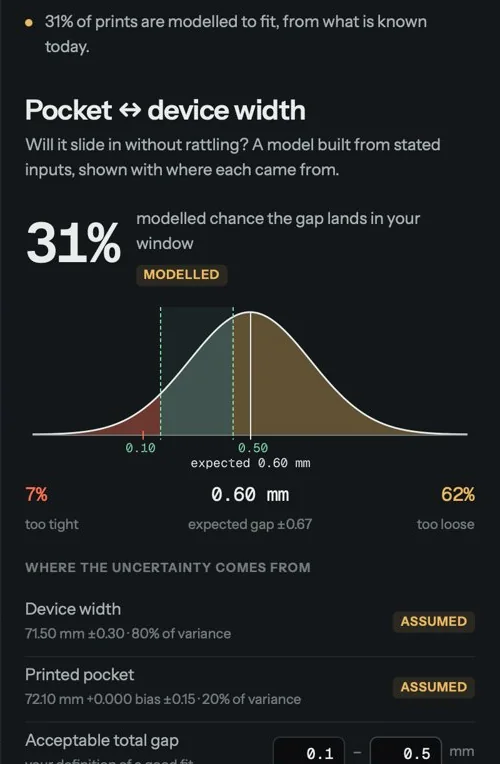 31% of prints are modelled to fit, from what is known
today.
Pocket ↔ device width
Will it slide in without rattling? A model built from stated
inputs, shown with where each came from.
31%
modelled chance the gap lands in your
window
MODELLED
0.10
0.50
expected 0.60 mm
7%
0.60 mm
62%
too tight
expected gap ±0.67
too loose
WHERE THE UNCERTAINTY COMES FROM
Device width
ASSUMED
71.50 mm ±0.30 · 80% of variance
Printed pocket
ASSUMED
72.10 mm +0.000 bias ±0.15 · 20% of variance
Acceptable total gap
0.1 – 0.5 mm
your definition of a good fit